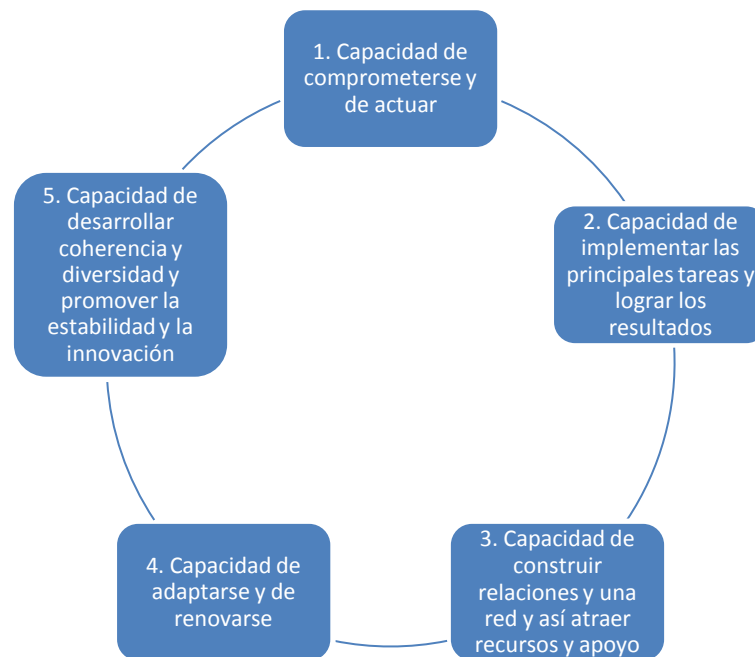 1. Capacidad de
comprometerse y
de actuar
2. Capacidad de
implementar las
principales tareas y
lograr los
resultados
3. Capacidad de
construir
relaciones y una
red y así atraer
recursos y apoyo
4. Capacidad de
adaptarse y de
renovarse
5. Capacidad de
desarrollar
coherencia y
diversidad y
promover la
estabilidad y la
innovación